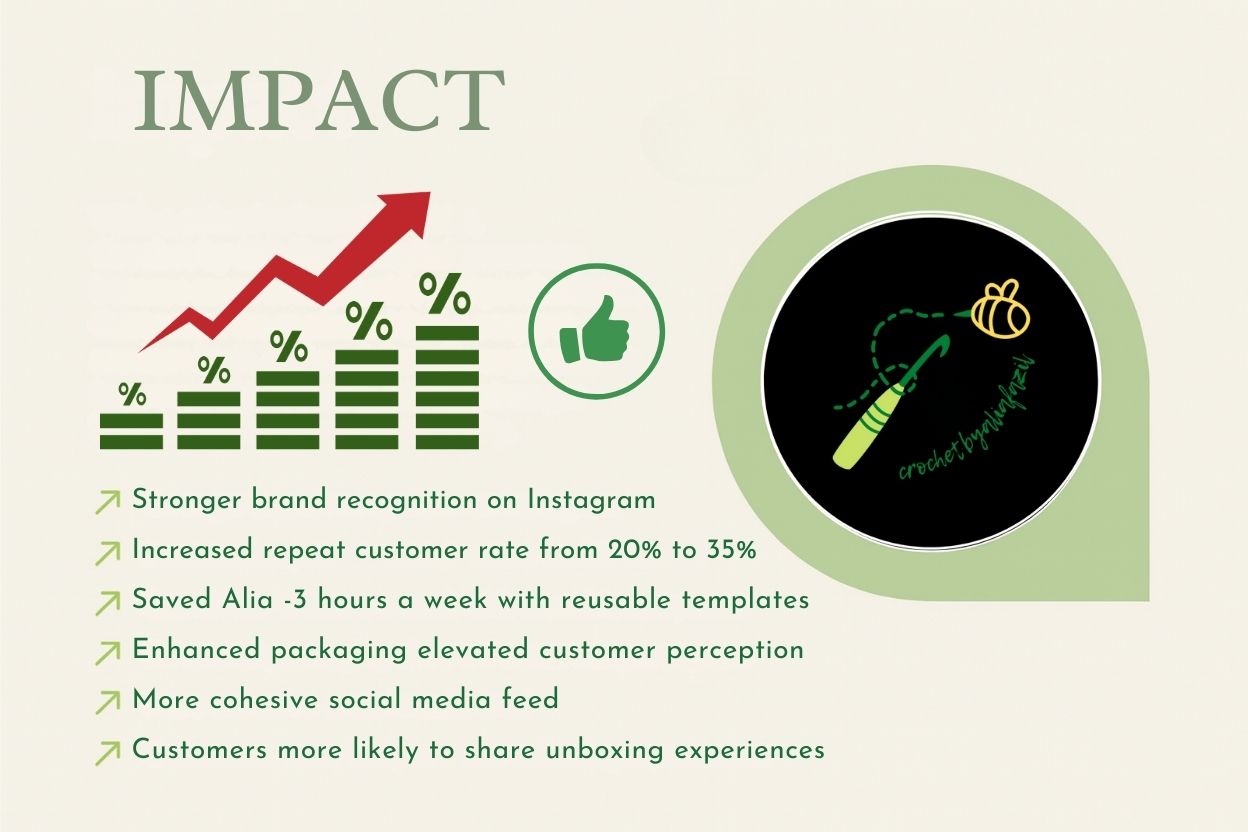 IMPACT
% % % % %
crochetbyaliafazil
Stronger brand recognition on Instagram
Increased repeat customer rate from 20% to 35%
Saved Alia -3 hours a week with reusable templates
Enhanced packaging elevated customer perception
More cohesive social media feed
Customers more likely to share unboxing experiences